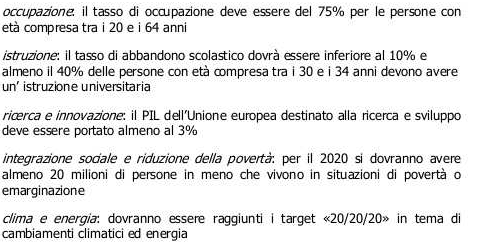 occupazione: il tasso di occupazione deve essere del 75% per le persone con
età compresa tra i 20 e i 64 anni
istruzione: il tasso di abbandono scolastico dovrà essere inferiore al 10% e
almeno il 40% delle persone con età compresa tra i 30 e i 34 anni devono avere
un' istruzione universitaria
ricerca e innovazione: il PIL dell'Unione europea destinato alla ricerca e sviluppo
deve essere portato almeno al 3%
integrazione sociale e riduzione della povertà: per il 2020 si dovranno avere
almeno 20 milioni di persone in meno che vivono in situazioni di povertà o
emarginazione
clima e energia: dovranno essere raggiunti i target «20/20/20» in tema di
cambiamenti climatici ed energia